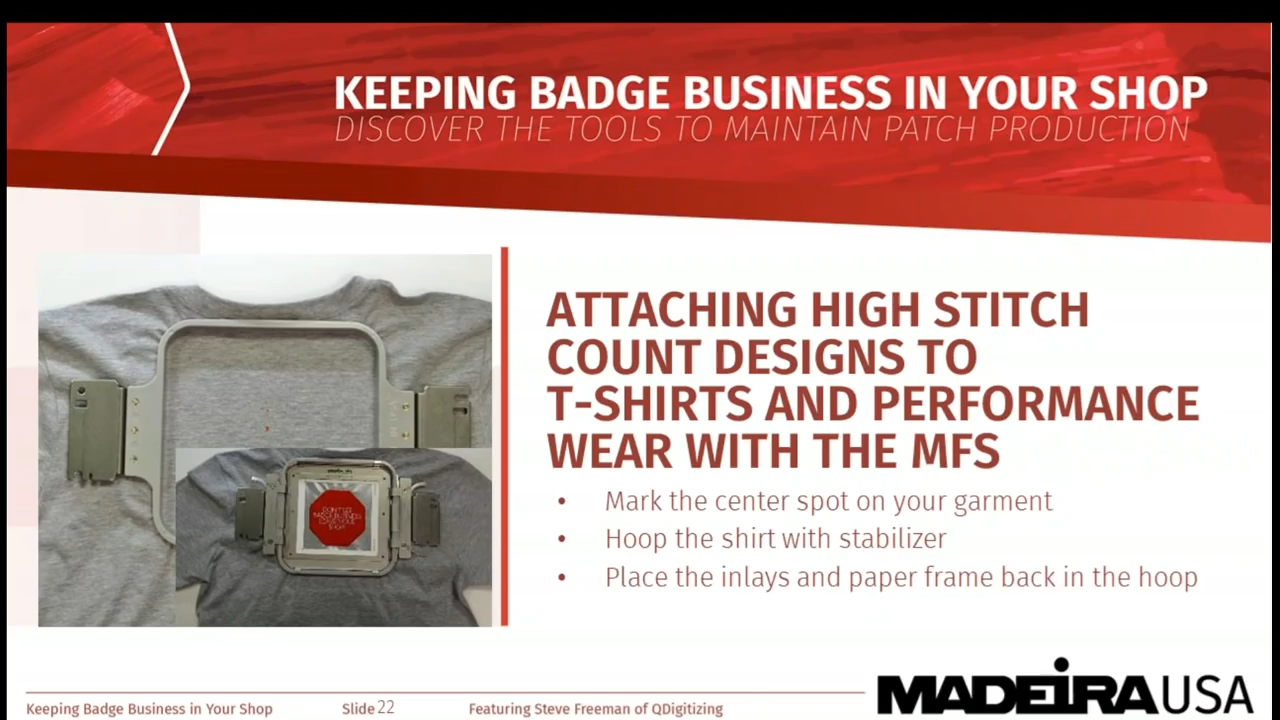 KEEPING BADGE BUSINESS IN YOUR SHOP
DISCOVER THE TOOLS TO MAINTAIN PATCH PRODUCTION
ATTACHING HIGH STITCH
COUNT DESIGNS TO
T-SHIRTS AND PERFORMANCE
WEAR WITH THE MFS
• Mark the center spot on your garment
• Hoop the shirt with stabilizer
• Place the inlays and paper frame back in the hoop
Keeping Badge Business in Your Shop
Slide 22
Featuring Steve Freeman of QDigitizing
MADEIRA USA